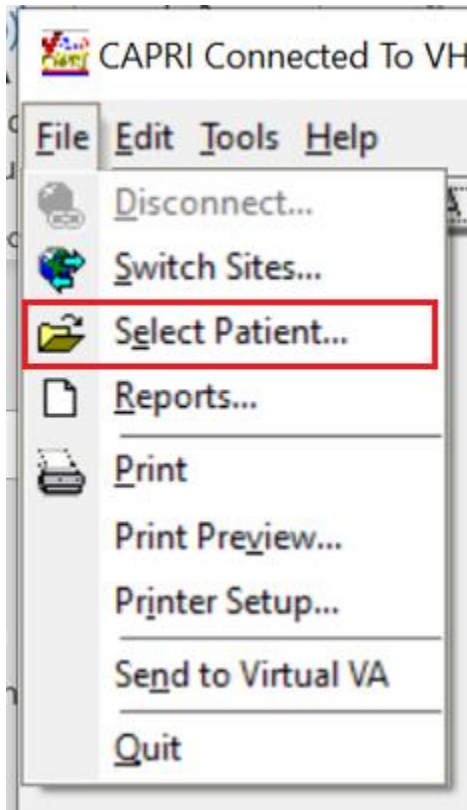 CAPRI Connected To VH
File Edit Tools Help
Disconnect...
Switch Sites...
Select Patient...
Reports...
Print
Print Preview...
Printer Setup...
Send to Virtual VA
Quit